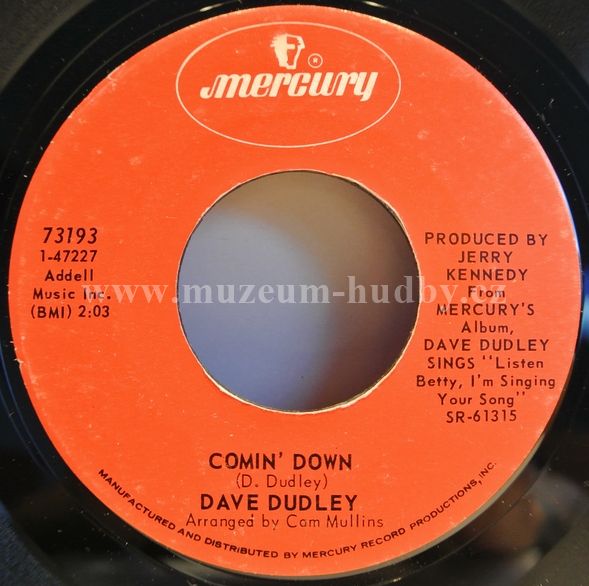 mercury
®
73193
1-47227
Addell
Music Inc.
(BMI) 2:03
PRODUCED BY
JERRY
KENNEDY
From
MERCURY'S
Album,
DAVE DUDLEY
SINGS "Listen
Betty, I'm Singing
Your Song"
SR-61315
www.muzeum-hudby.cz
COMIN' DOWN
(D. Dudley)
DAVE DUDLEY
Arranged by Cam Mullins
MANUFACTURED AND DISTRIBUTED BY MERCURY RECORD PRODUCTIONS, INC.